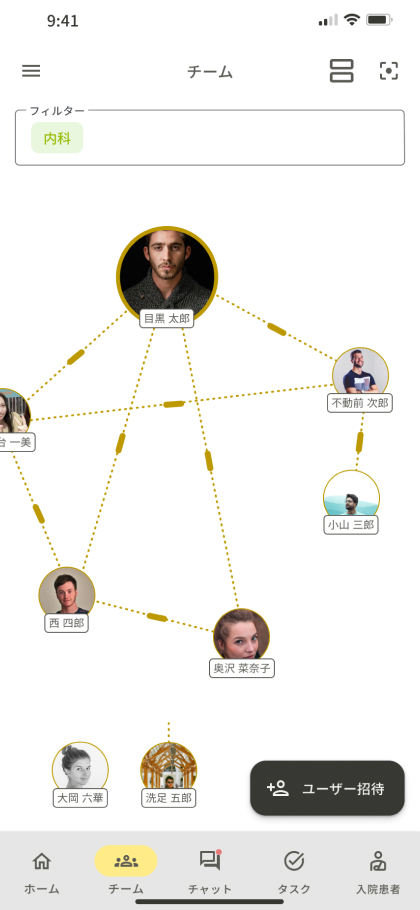 9:41
チーム
フィルター
内科
目黒 太郎
不動前 次郎
台 一美
小山 三郎
西 四郎
奥沢 菜奈子
大岡 六華
洗足 五郎
ユーザー招待
ホーム
チーム
チャット
タスク
入院患者